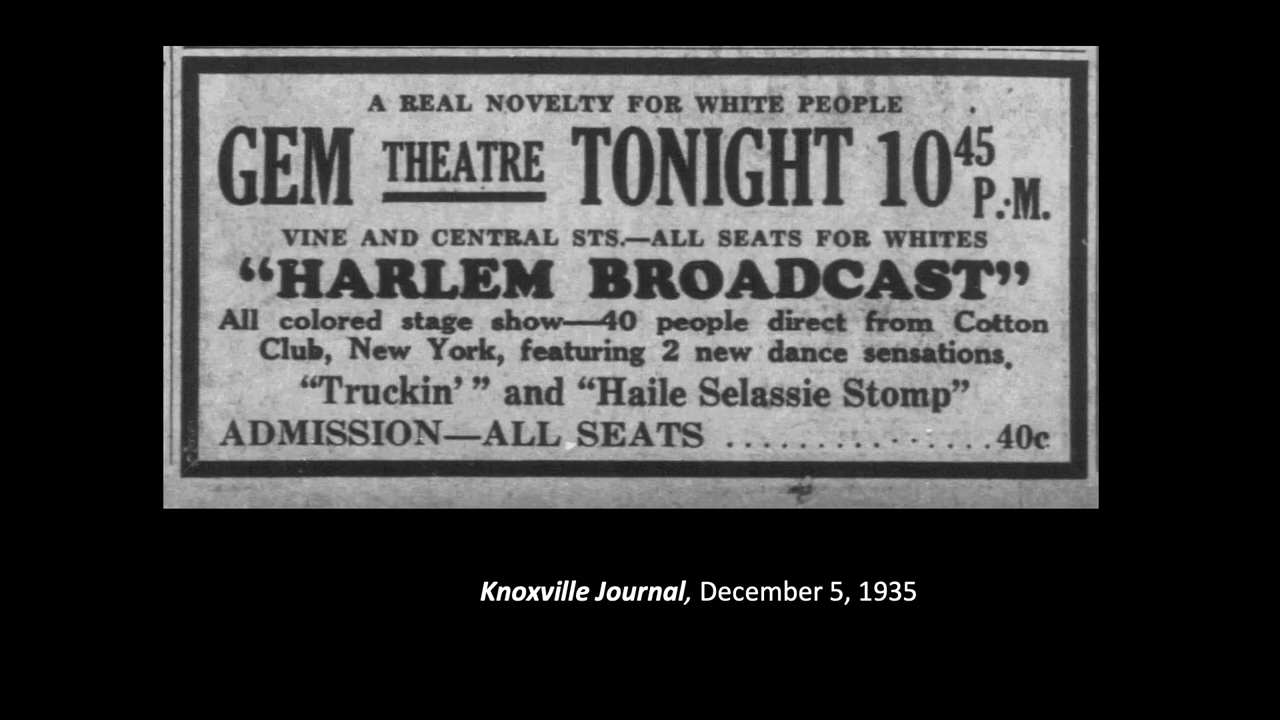 A REAL NOVELTY FOR WHITE PEOPLE
GEM THEATRE TONIGHT 10 45 P.M.
VINE AND CENTRAL STS.—ALL SEATS FOR WHITES
“HARLEM BROADCAST”
All colored stage show—40 people direct from Cotton
Club, New York, featuring 2 new dance sensations.
“Truckin’” and “Haile Selassie Stomp”
ADMISSION—ALL SEATS ..............40c
Knoxville Journal, December 5, 1935